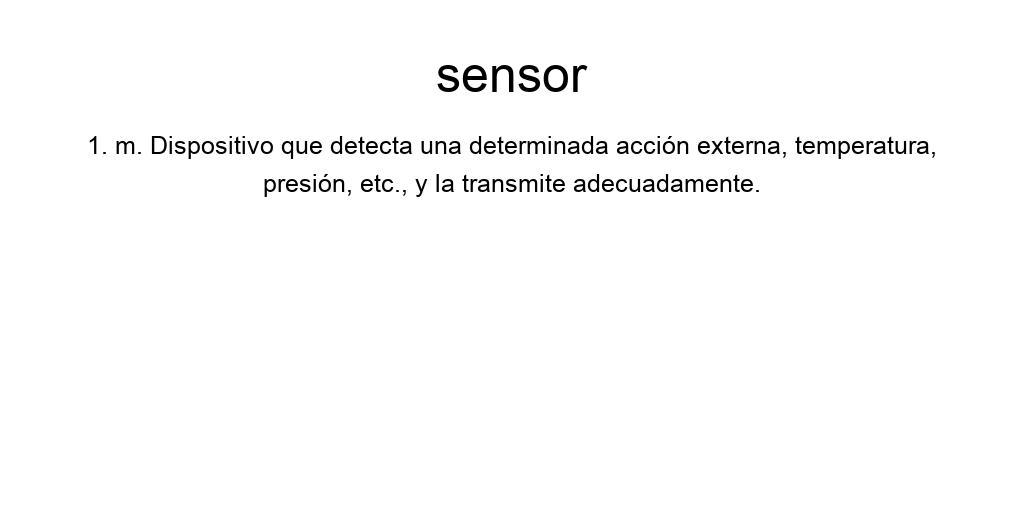 sensor
1. m. Dispositivo que detecta una determinada acción externa, temperatura,
presión, etc., y la transmite adecuadamente.